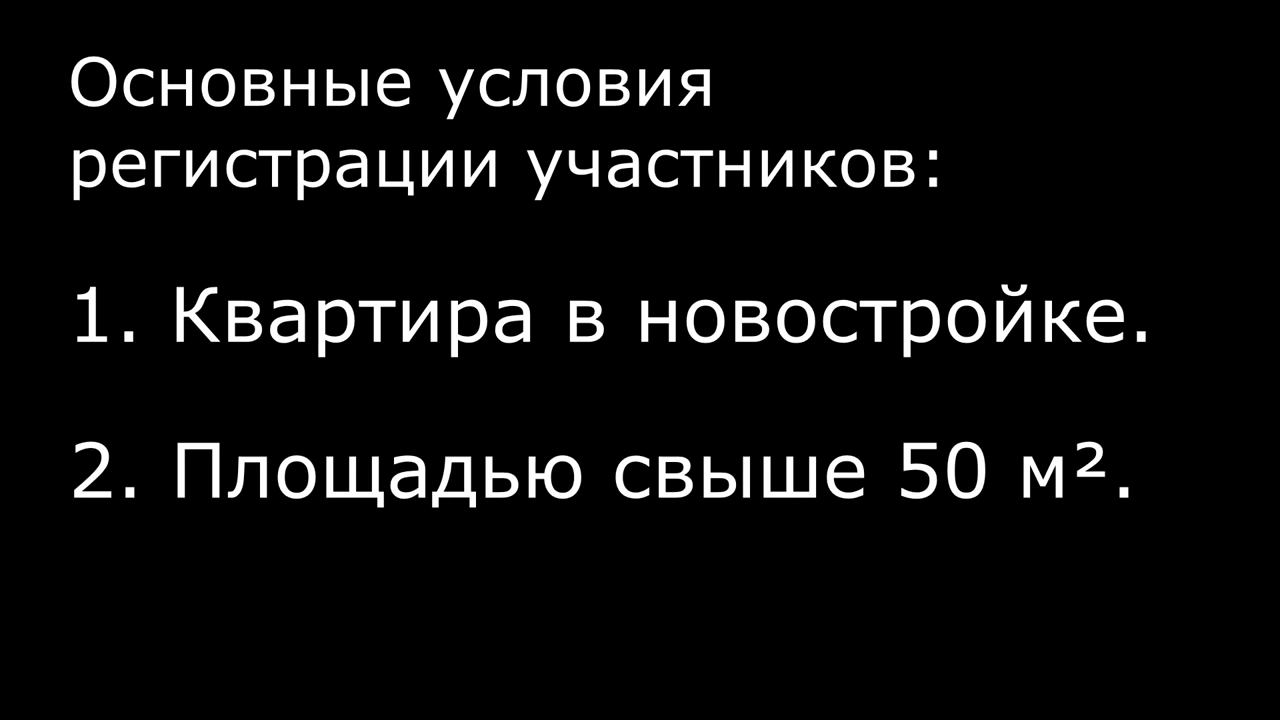 Основные условия
регистрации участников:
1. Квартира в новостройке.
2. Площадью свыше 50 м².